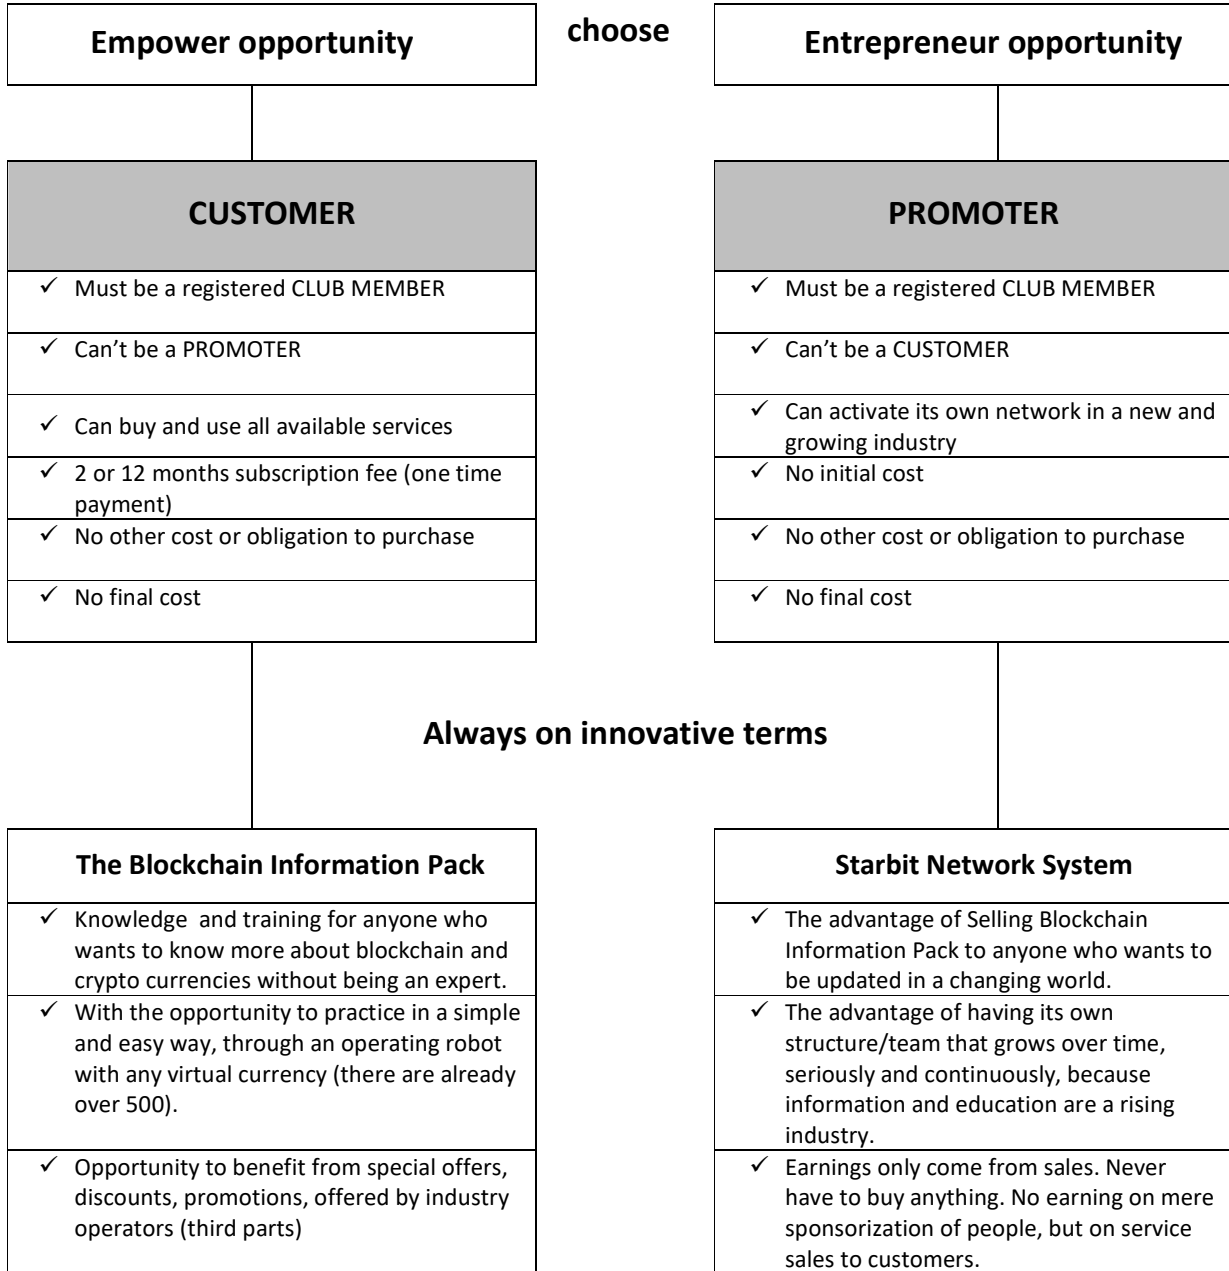 Empower opportunity
choose
Entrepreneur opportunity
CUSTOMER
✓ Must be a registered CLUB MEMBER
✓ Can't be a PROMOTER
✓ Can buy and use all available services
✓ 2 or 12 months subscription fee (one time
payment)
✓ No other cost or obligation to purchase
✓ No final cost
PROMOTER
✓ Must be a registered CLUB MEMBER
✓ Can't be a CUSTOMER
✓ Can activate its own network in a new and
growing industry
✓ No initial cost
✓ No other cost or obligation to purchase
✓ No final cost
Always on innovative terms
The Blockchain Information Pack
✓ Knowledge and training for anyone who
wants to know more about blockchain and
crypto currencies without being an expert.
✓ With the opportunity to practice in a simple
and easy way, through an operating robot
with any virtual currency (there are already
over 500).
✓ Opportunity to benefit from special offers,
discounts, promotions, offered by industry
operators (third parts)
Starbit Network System
✓ The advantage of Selling Blockchain
Information Pack to anyone who wants to
be updated in a changing world.
✓ The advantage of having its own
structure/team that grows over time,
seriously and continuously, because
information and education are a rising
industry.
✓ Earnings only come from sales. Never
have to buy anything. No earning on mere
sponsorization of people, but on service
sales to customers.